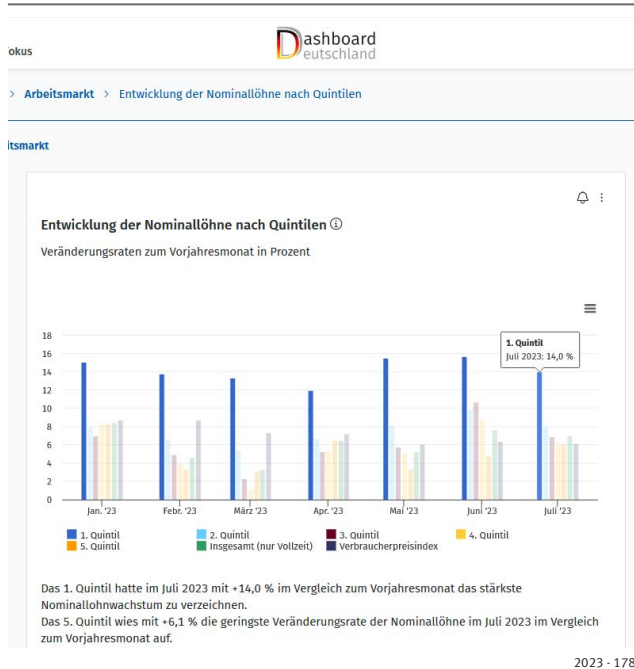 okus
Dashboard
Deutschland
> Arbeitsmarkt > Entwicklung der Nominallöhne nach Quintilen
itsmarkt
Entwicklung der Nominallöhne nach Quintilen
Veränderungsraten zum Vorjahresmonat in Prozent
18
16
14
12
10
8
6
4
2
0
1. Quintil
Juli 2023: 14,0 %
Jan. '23 Febr. '23 März '23 Apr. '23 Mai '23 Juni '23 Juli '23
1. Quintil 2. Quintil 3. Quintil 4. Quintil
5. Quintil Insgesamt (nur Vollzeit) Verbraucherpreisindex
Das 1. Quintil hatte im Juli 2023 mit +14,0 % im Vergleich zum Vorjahresmonat das stärkste
Nominallohnwachstum zu verzeichnen.
Das 5. Quintil wies mit +6,1 % die geringste Veränderungsrate der Nominallöhne im Juli 2023 im Vergleich
zum Vorjahresmonat auf.
2023 - 178